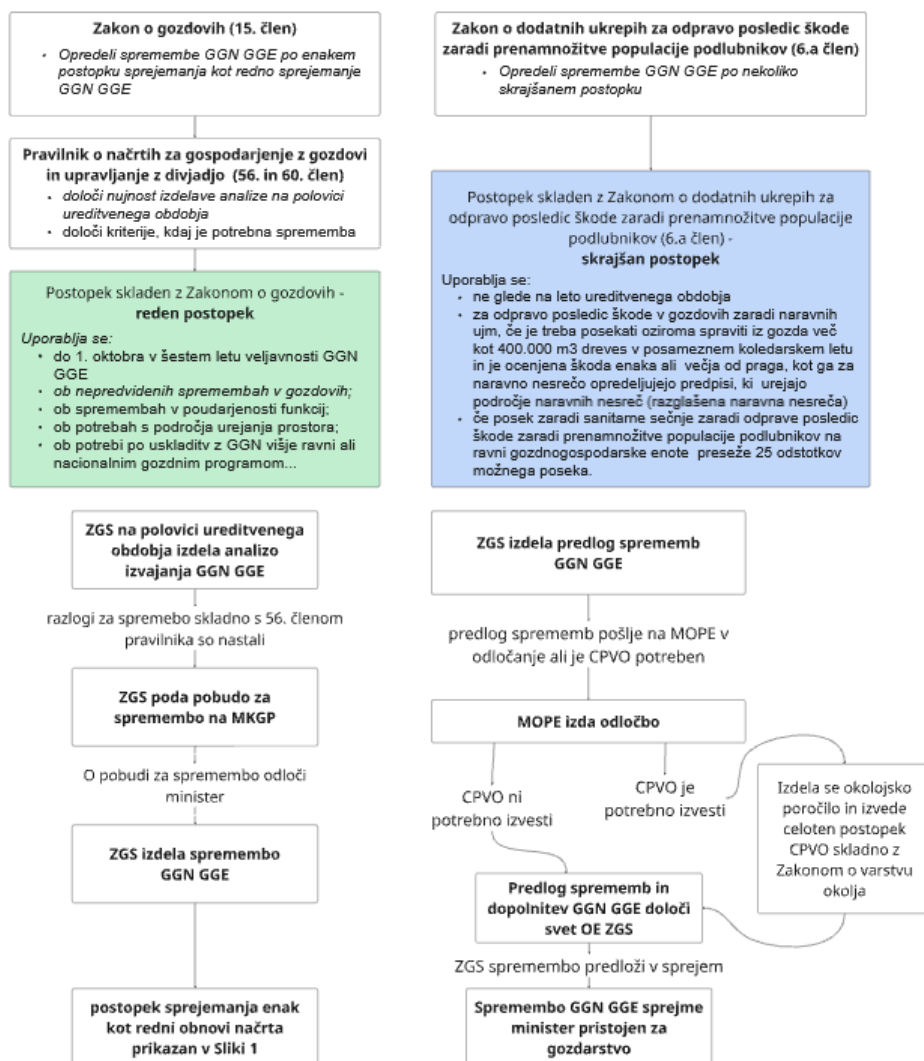 Zakon o gozdovih (15. člen)
• Opredeli spremembe GGN GGE po enakem
postopku sprejemanja kot redno sprejemanje
GGN GGE
Pravilnik o načrtih za gospodarjenje z gozdovi
in upravljanje z divjadjo (56. in 60. člen)
• določi nujnost izdelave analize na polovici
ureditvenega obdobja
• določi kriterije, kdaj je potrebna sprememba
Postopek skladen z Zakonom o gozdovih -
reden postopek
Uporablja se:
• do 1. oktobra v šestem letu veljavnosti GGN
GGE
• ob nepredvidenih spremembah v gozdovih;
• ob spremembah v poudarjenosti funkcij;
• ob potrebah s področja urejanja prostora;
• ob potrebi po uskladitv z GGN višje ravni ali
nacionalnim gozdnim programom...
ZGS na polovici ureditvenega
obdobja izdela analizo
izvajanja GGN GGE
razlogi za spremebo skladno s 56. členom
pravilnika so nastali
ZGS poda pobudo za
spremembo na MKGP
O pobudi za spremembo odloči
minister
ZGS izdela spremembo
GGN GGE
postopek sprejemanja enak
kot redni obnovi načrta
prikazan v Sliki 1
Zakon o dodatnih ukrepih za odpravo posledic škode
zaradi prenamnožitve populacije podlubnikov (6.a člen)
• Opredeli spremembe GGN GGE po nekoliko
skrajšanem postopku
Postopek skladen z Zakonom o dodatnih ukrepih za
odpravo posledic škode zaradi prenamnožitve populacije
podlubnikov (6.a člen) -
skrajšan postopek
Uporablja se:
• ne glede na leto ureditvenega obdobja
• za odpravo posledic škode v gozdovih zaradi naravnih
ujm, če je treba posekati oziroma spraviti iz gozda več
kot 400.000 m3 dreves v posameznem koledarskem letu
in je ocenjena škoda enaka ali večja od praga, kot ga za
naravno nesrečo opredeljujejo predpisi, ki urejajo
področje naravnih nesreč (razglašena naravna nesreča)
• če posek zaradi sanitarne sečnje zaradi odprave posledic
škode zaradi prenamnožitve populacije podlubnikov na
ravni gozdnogospodarske enote preseže 25 odstotkov
možnega poseka.
ZGS izdela predlog sprememb
GGN GGE
predlog sprememb pošlje na MOPE v
odločanje ali je CPVO potreben
MOPE izda odločbo
CPVO ni
potrebno izvesti
CPVO je
potrebno izvesti
Izdela se okolojsko
poročilo in izvede
celoten postopek
CPVO skladno z
Zakonom o varstvu
okolja
Predlog sprememb in
dopolnitev GGN GGE določi
svet OE ZGS
ZGS spremembo predloži v sprejem
Spremembo GGN GGE sprejme
minister pristojen za
gozdarstvo